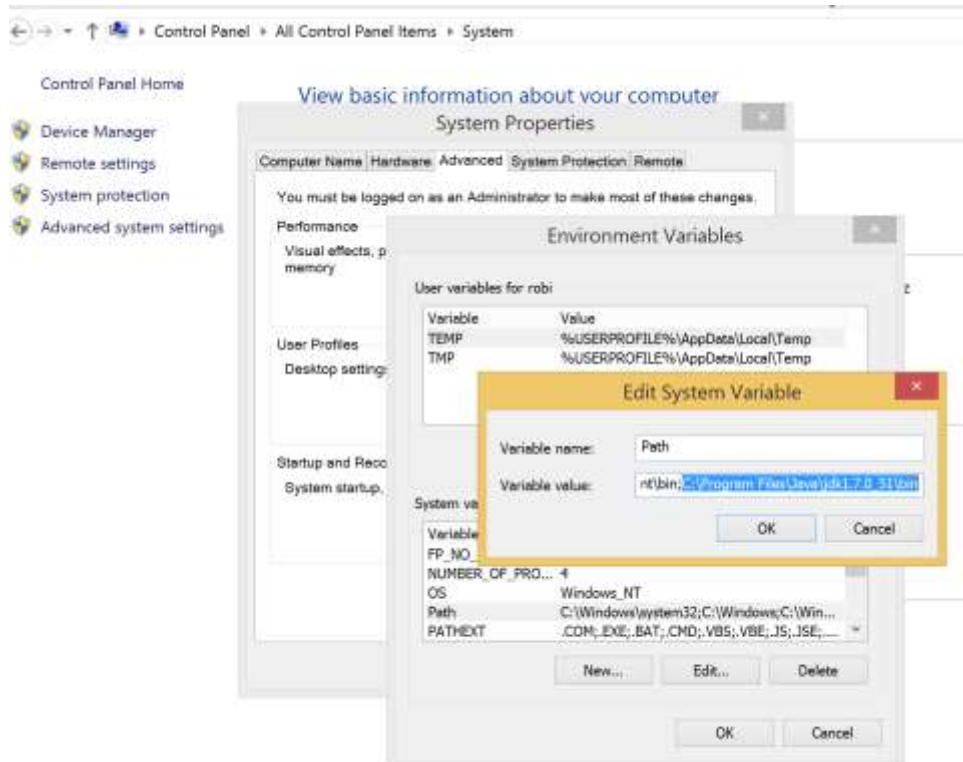 Control Panel ▸ All Control Panel Items ▸ System
Control Panel Home
Device Manager
Remote settings
System protection
Advanced system settings
View basic information about your computer
System Properties
Computer Name Hardware Advanced System Protection Remote
You must be logged on as an Administrator to make most of these changes.
Performance
Visual effects, p
memory
User Profiles
Desktop setting
Startup and Reco
System startup,
Environment Variables
User variables for robi
Variable Value
TEMP %USERPROFILE%\AppData\Local\Temp
TMP %USERPROFILE%\AppData\Local\Temp
Edit System Variable
Variable name: Path
Variable value: nt\bin;C:\Program Files\Java\jdk1.7.0_51\bin
OK Cancel
System va
Variable
FP_NO_
NUMBER_OF_PRO... 4
OS Windows_NT
Path C:\Windows\system32;C:\Windows;C:\Win...
PATHEXT .COM;.EXE;.BAT;.CMD;.VBS;.VBE;.JS;.JSE;....
New... Edit... Delete
OK Cancel
z